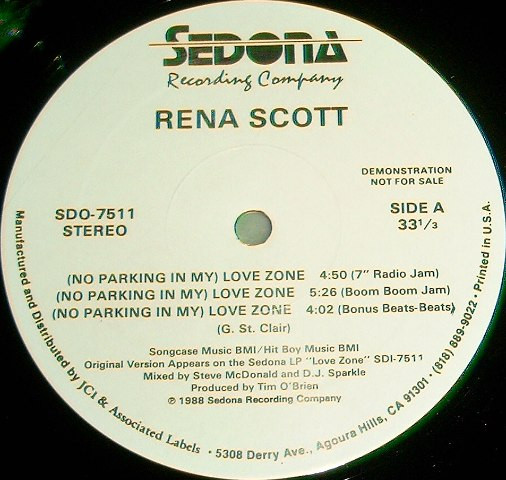 SEDONA
Recording Company
RENA SCOTT
DEMONSTRATION
NOT FOR SALE
SDO-7511
STEREO
SIDE A
33 1/3
(NO PARKING IN MY) LOVE ZONE 4:50 (7" Radio Jam)
(NO PARKING IN MY) LOVE ZONE 5:26 (Boom Boom Jam)
(NO PARKING IN MY) LOVE ZONE 4:02 (Bonus Beats-Beats)
(G. St. Clair)
Songcase Music BMI/Hit Boy Music BMI
Original Version Appears on the Sedona LP "Love Zone" SDI-7511
Mixed by Steve McDonald and D.J. Sparkle
Produced by Tim O'Brien
℗ 1988 Sedona Recording Company
Manufactured and Distributed by JCI & Associated Labels • 5308 Derry Ave., Agoura Hills, CA 91301 • (818) 889-9022 • Printed in U.S.A.